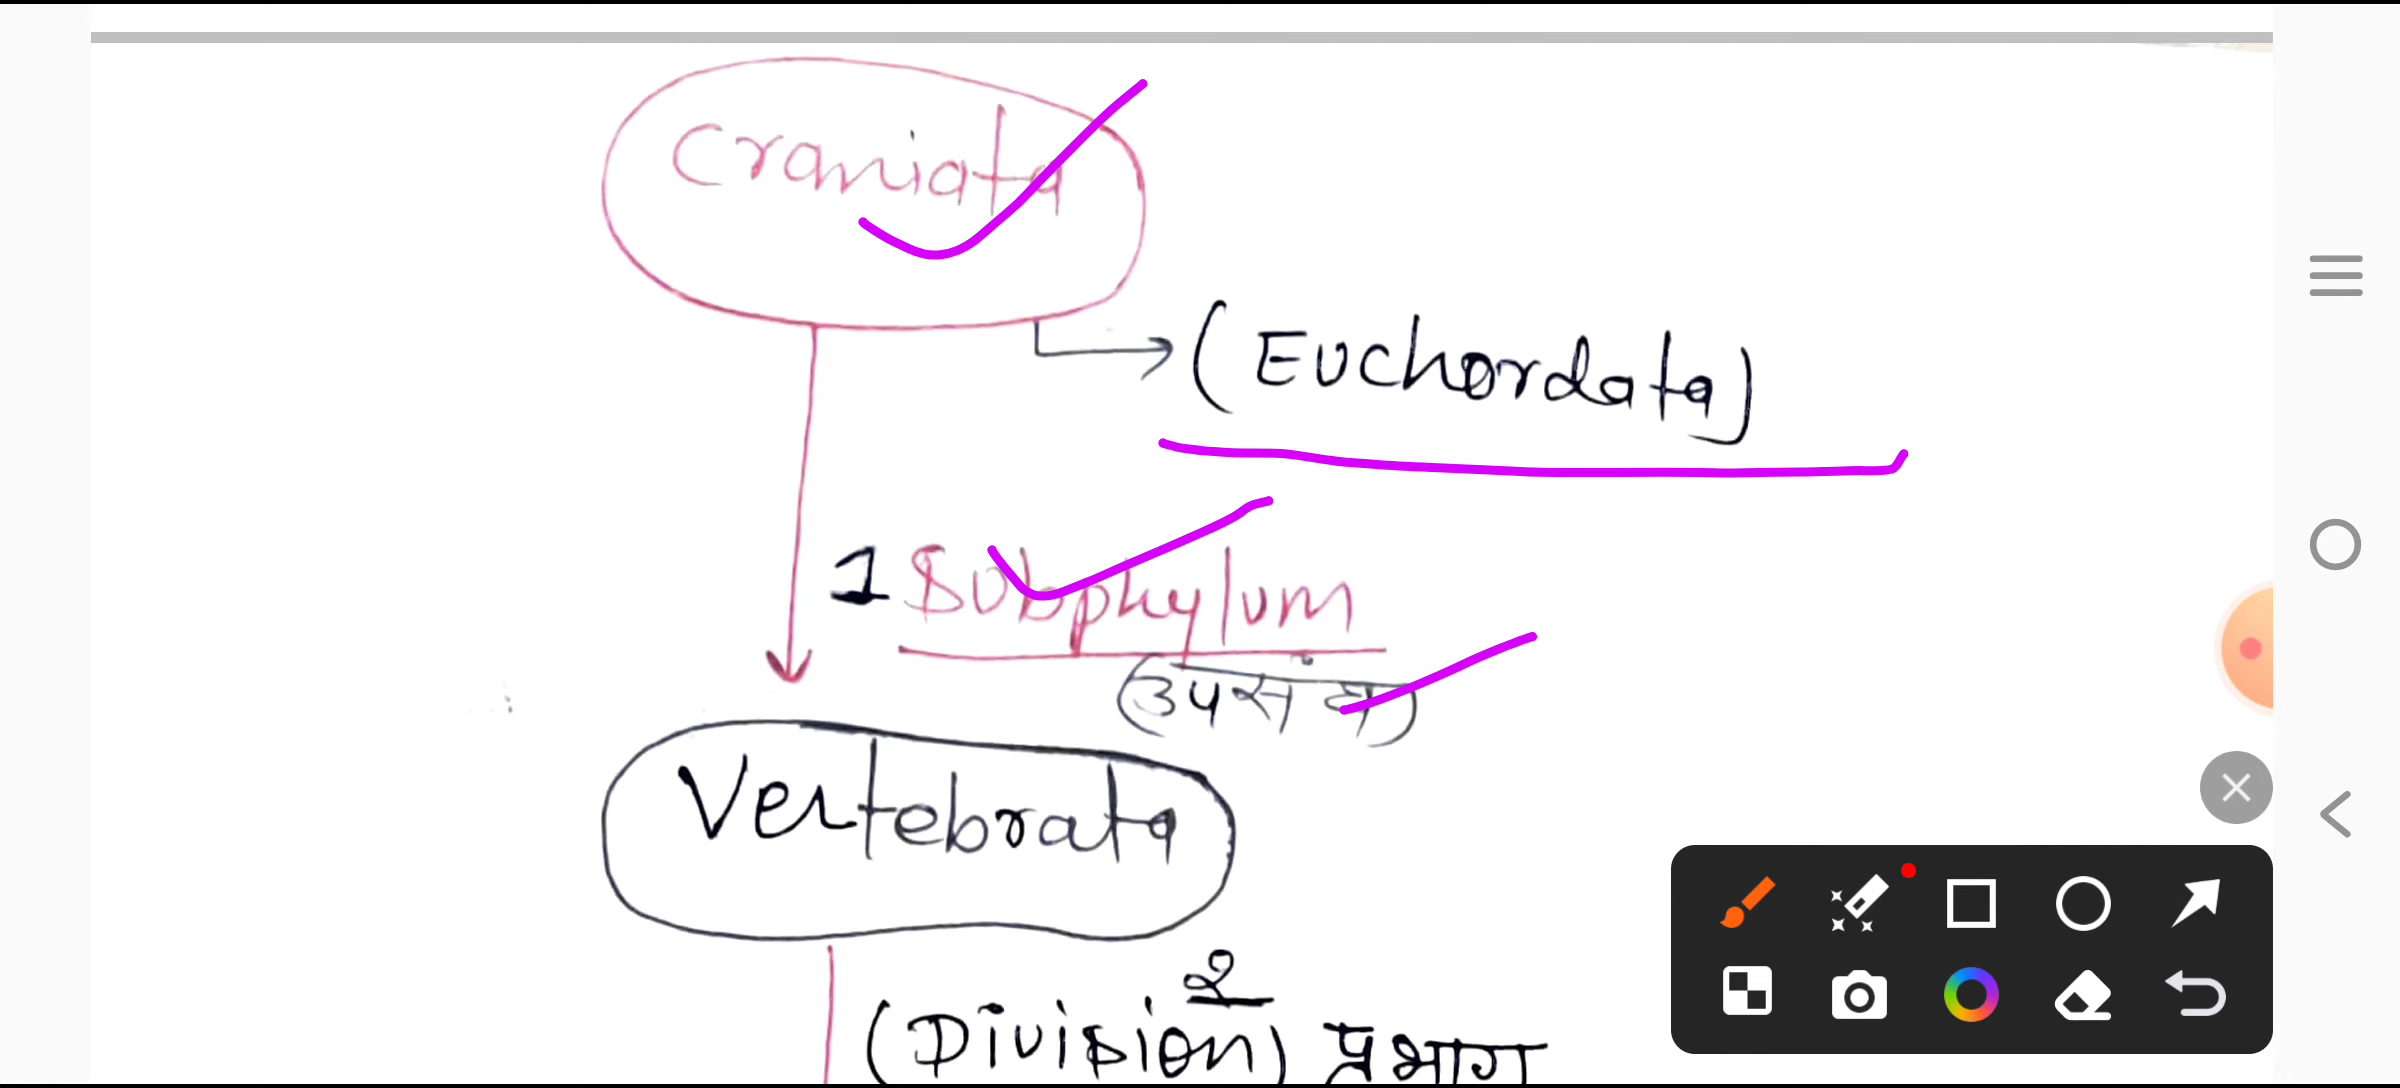 Craniata
(Euchordata)
1 Subphylum
(उपसंघ)
Vertebrata
2
(Division) प्रभाग